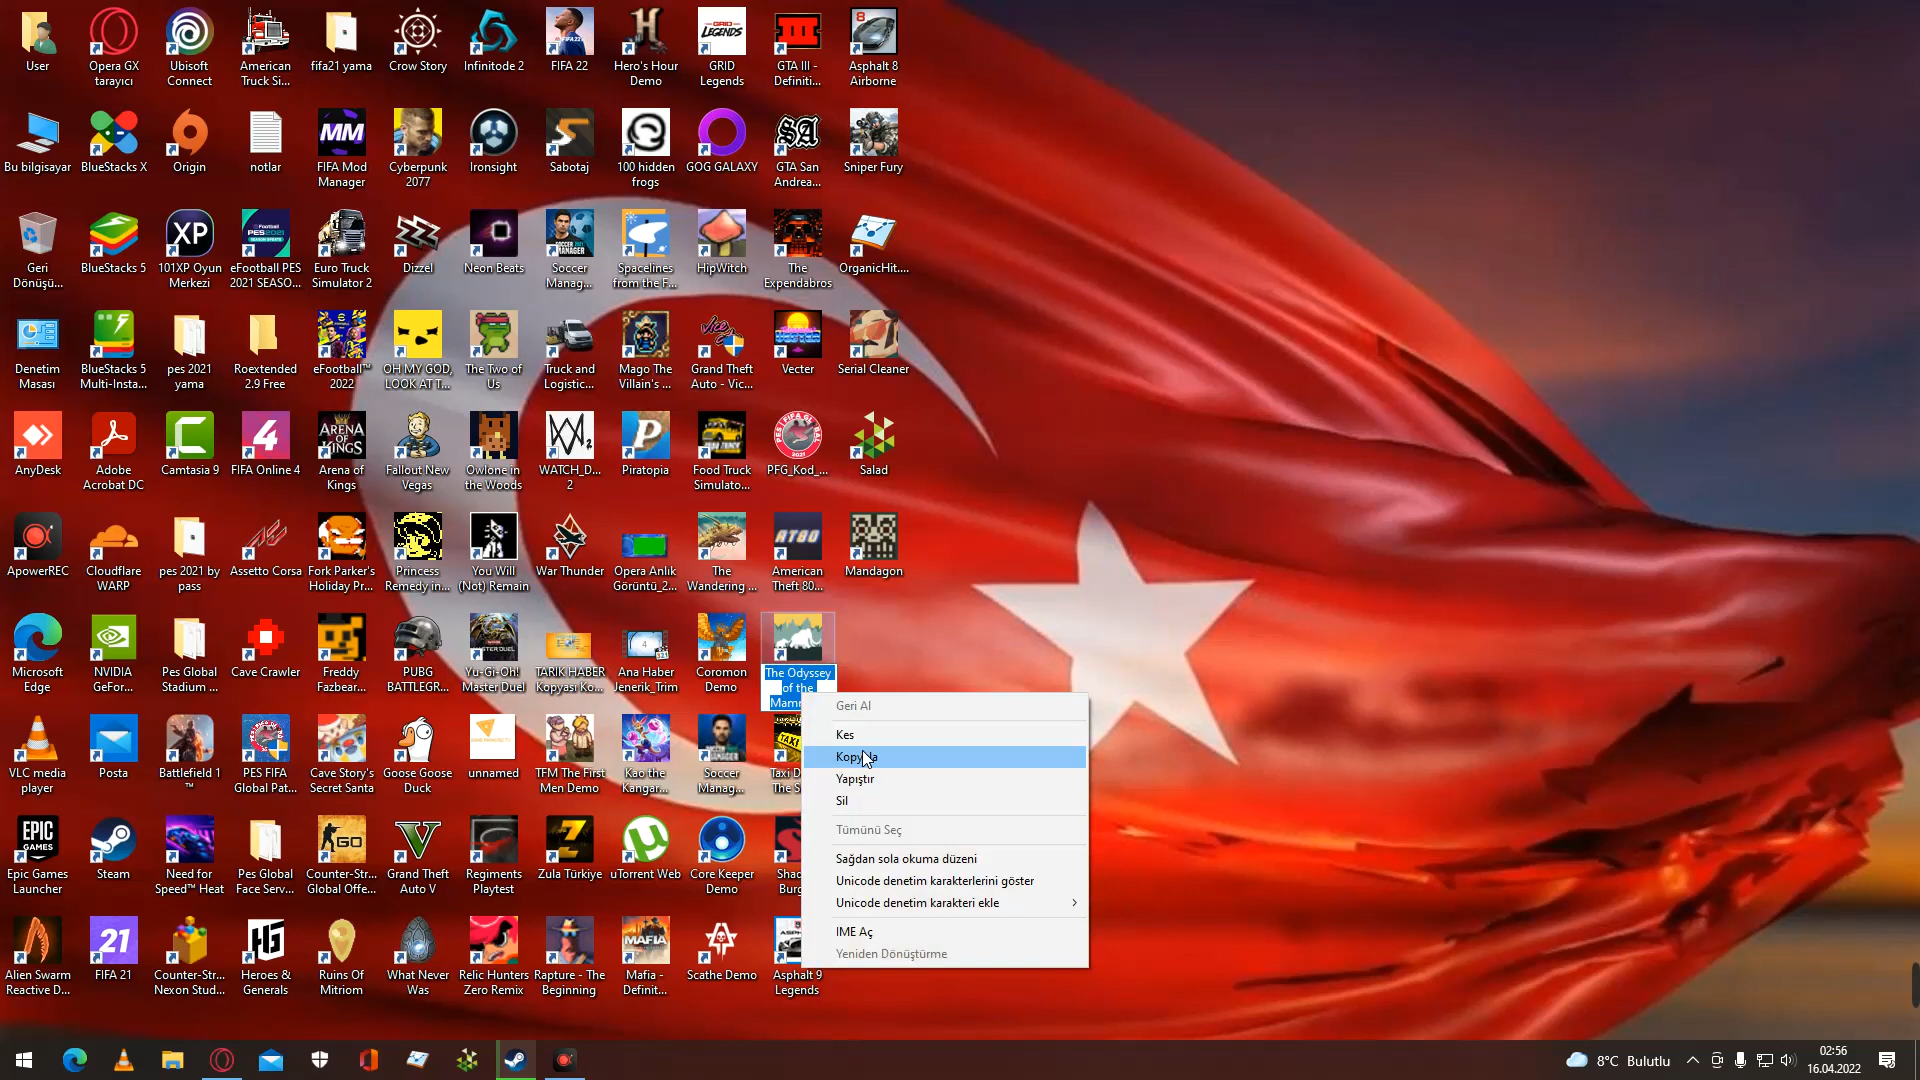 User
Opera GX
tarayıcı
Ubisoft
Connect
American
Truck Si...
fifa21 yama
Crow Story
Infinitode 2
FIFA 22
Hero's Hour
Demo
GRID
Legends
GTA III -
Definiti...
Asphalt 8
Airborne
Bu bilgisayar
BlueStacks X
Origin
notlar
FIFA Mod
Manager
Cyberpunk
2077
Ironsight
Sabotaj
100 hidden
frogs
GOG GALAXY
GTA San
Andrea...
Sniper Fury
Geri
Dönüşü...
BlueStacks 5
101XP Oyun
Merkezi
eFootball PES
2021 SEASO...
Euro Truck
Simulator 2
Dizzel
Neon Beats
Soccer
Manag...
Spacelines
from the F...
HipWitch
The
Expendabros
OrganicHit....
Denetim
Masası
BlueStacks 5
Multi-Insta...
pes 2021
yama
Roextended
2.9 Free
eFootball™
2022
OH MY GOD,
LOOK AT T...
The Two of
Us
Truck and
Logistic...
Mago The
Villain's ...
Grand Theft
Auto - Vic...
Vecter
Serial Cleaner
AnyDesk
Adobe
Acrobat DC
Camtasia 9
FIFA Online 4
Arena of
Kings
Fallout New
Vegas
Owlone in
the Woods
WATCH_D...
2
Piratopia
Food Truck
Simulato...
PFG_Kod_...
Salad
ApowerREC
Cloudflare
WARP
pes 2021 by
pass
Assetto Corsa
Fork Parker's
Holiday Pr...
Princess
Remedy in...
You Will
(Not) Remain
War Thunder
Opera Anlık
Görüntü_2...
The
Wandering ...
American
Theft 80...
Mandagon
Microsoft
Edge
NVIDIA
GeFor...
Pes Global
Stadium ...
Cave Crawler
Freddy
Fazbear...
PUBG
BATTLEGR...
Yu-Gi-Oh!
Master Duel
TARIK HABER
Kopyası Ko...
Ana Haber
Jenerik_Trim
Coromon
Demo
The Odyssey
of the
Mam
VLC media
player
Posta
Battlefield 1
™
PES FIFA
Global Pat...
Cave Story's
Secret Santa
Goose Goose
Duck
unnamed
TFM The First
Men Demo
Kao the
Kangar...
Soccer
Manag...
Taxi D
The S
Epic Games
Launcher
Steam
Need for
Speed™ Heat
Pes Global
Face Serv...
Counter-Str...
Global Offe...
Grand Theft
Auto V
Regiments
Playtest
Zula Türkiye
uTorrent Web
Core Keeper
Demo
Sha
Burg
Alien Swarm
Reactive D...
FIFA 21
Counter-Str...
Nexon Stud...
Heroes &
Generals
Ruins Of
Mitriom
What Never
Was
Relic Hunters
Zero Remix
Rapture - The
Beginning
Mafia -
Definit...
Scathe Demo
Asphalt 9
Legends
Geri Al
Kes
Kopyala
Yapıştır
Sil
Tümünü Seç
Sağdan sola okuma düzeni
Unicode denetim karakterlerini göster
Unicode denetim karakteri ekle
IME Aç
Yeniden Dönüştürme
8°C Bulutlu
02:56
16.04.2022